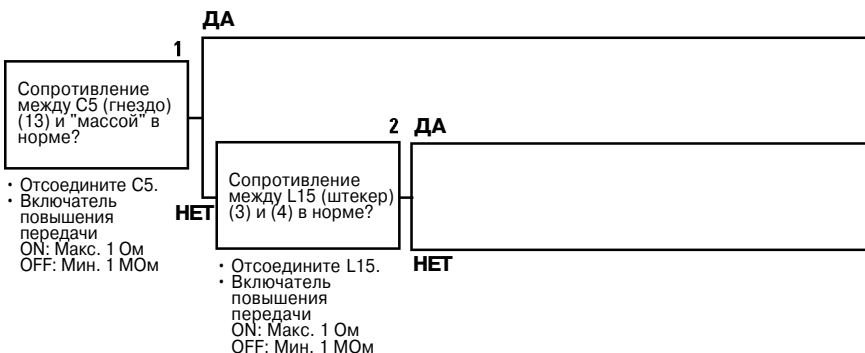 ДА
1
Сопротивление
между C5 (гнездо)
(13) и "массой" в
норме?
2 ДА
· Отсоедините C5.
· Включатель
повышения
передачи
ON: Макс. 1 Ом
OFF: Мин. 1 МОм
НЕТ
Сопротивление
между L15 (штекер)
(3) и (4) в норме?
НЕТ
· Отсоедините L15.
· Включатель
повышения
передачи
ON: Макс. 1 Ом
OFF: Мин. 1 МОм